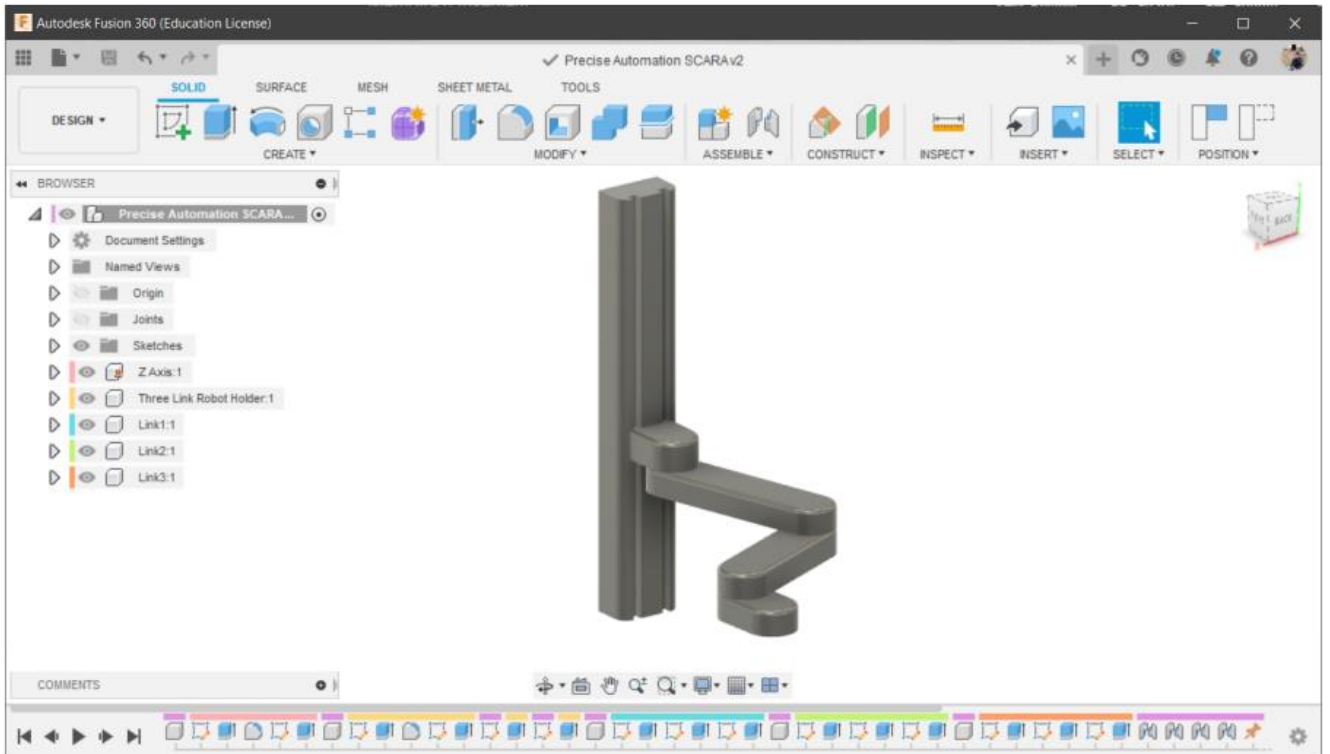 Autodesk Fusion 360 (Education License)
Precise Automation SCARA v2
SOLID SURFACE MESH SHEET METAL TOOLS
DESIGN
CREATE MODIFY ASSEMBLE CONSTRUCT INSPECT INSERT SELECT POSITION
BROWSER
Precise Automation SCARA...
Document Settings
Named Views
Origin
Joints
Sketches
Z Axis:1
Three Link Robot Holder:1
Link1:1
Link2:1
Link3:1
BACK
COMMENTS